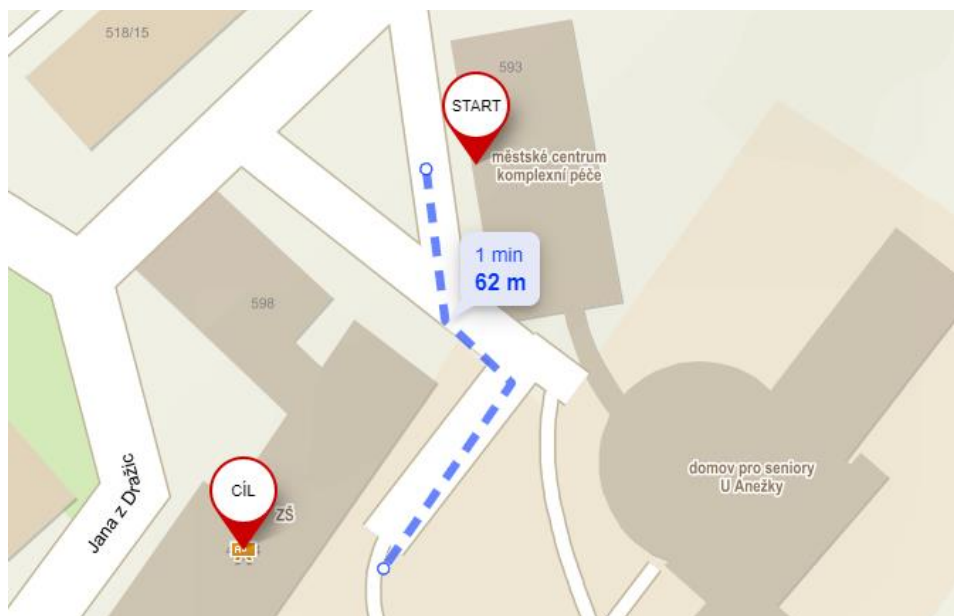 518/15
593
START
městské centrum
komplexní péče
1 min
62 m
598
domov pro seniory
U Anežky
CÍL
ZŠ
Jana z Dražic